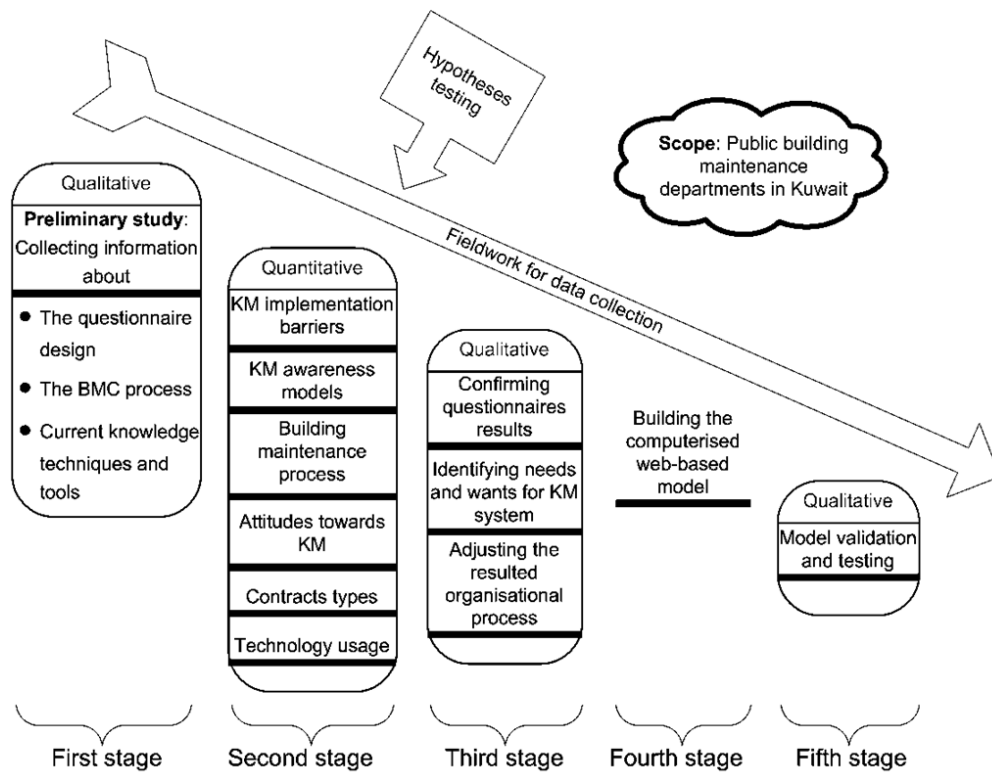 Hypotheses
testing
Scope: Public building
maintenance
departments in Kuwait
Fieldwork for data collection
Qualitative
Preliminary study:
Collecting information
about
● The questionnaire
design
● The BMC process
● Current knowledge
techniques and
tools
Quantitative
KM implementation
barriers
KM awareness
models
Building
maintenance
process
Attitudes towards
KM
Contracts types
Technology usage
Qualitative
Confirming
questionnaires
results
Identifying needs
and wants for KM
system
Adjusting the
resulted
organisational
process
Building the
computerised
web-based
model
Qualitative
Model validation
and testing
First stage
Second stage
Third stage
Fourth stage
Fifth stage